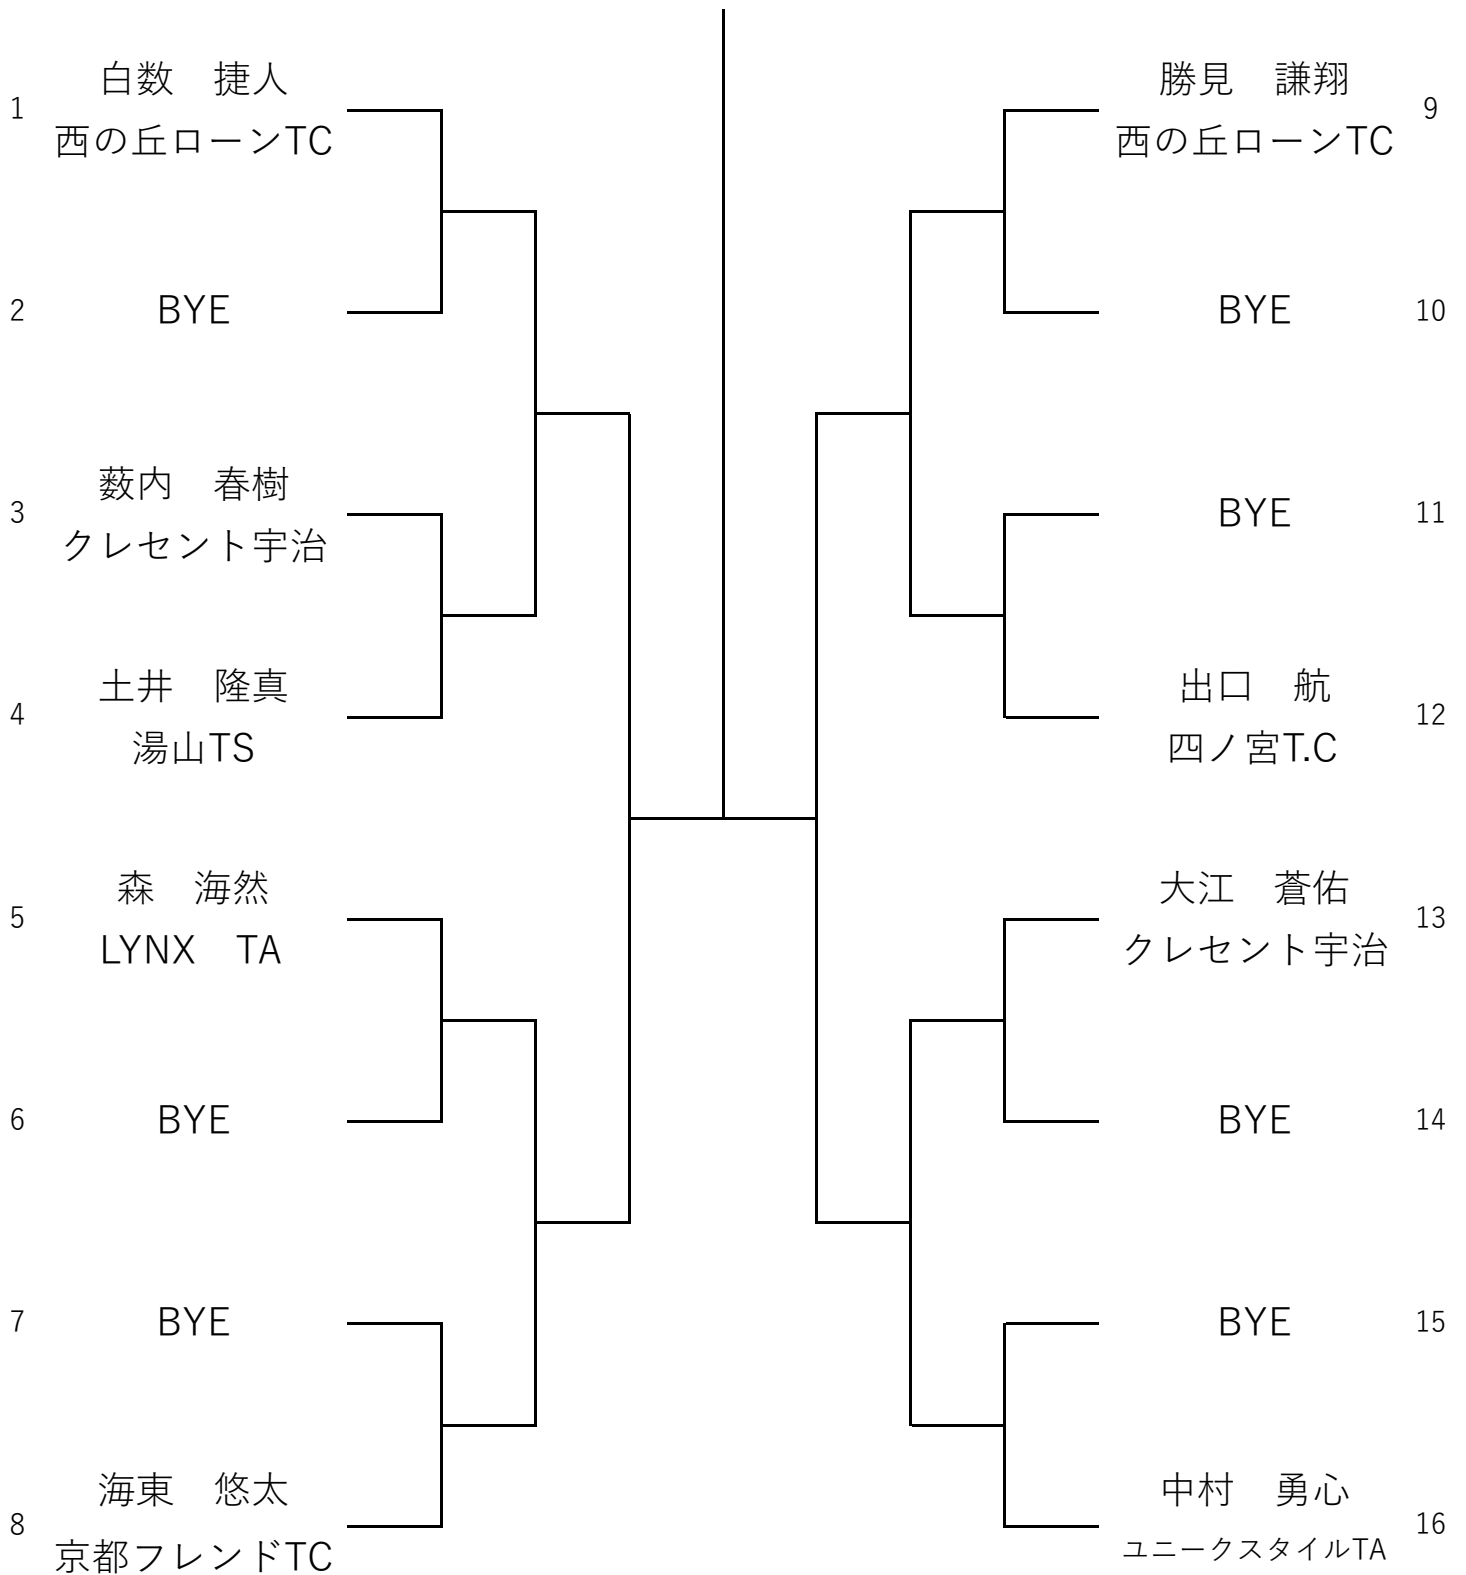 1
白数　捷人
西の丘ローンTC
2
BYE
3
薮内　春樹
クレセント宇治
4
土井　隆真
湯山TS
5
森　海然
LYNX　TA
6
BYE
7
BYE
8
海東　悠太
京都フレンドTC
勝見　謙翔
西の丘ローンTC
9
BYE
10
BYE
11
出口　航
四ノ宮T.C
12
大江　蒼佑
クレセント宇治
13
BYE
14
BYE
15
中村　勇心
ユニークスタイルTA
16